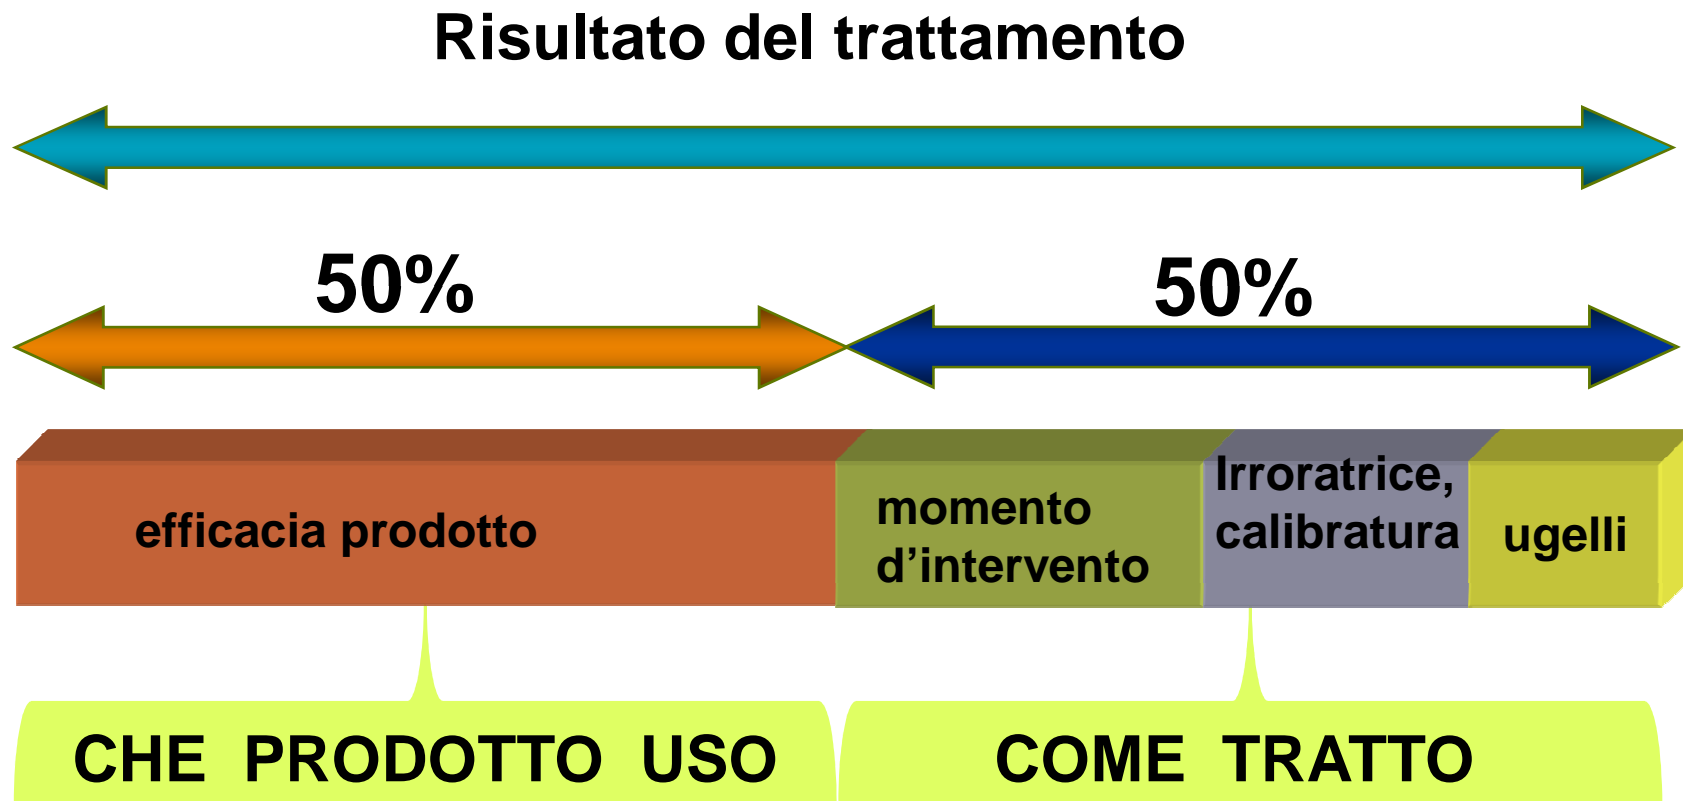 Risultato del trattamento
50%
50%
efficacia prodotto
momento
d’intervento
Irroratrice,
calibratura
ugelli
CHE PRODOTTO USO
COME TRATTO